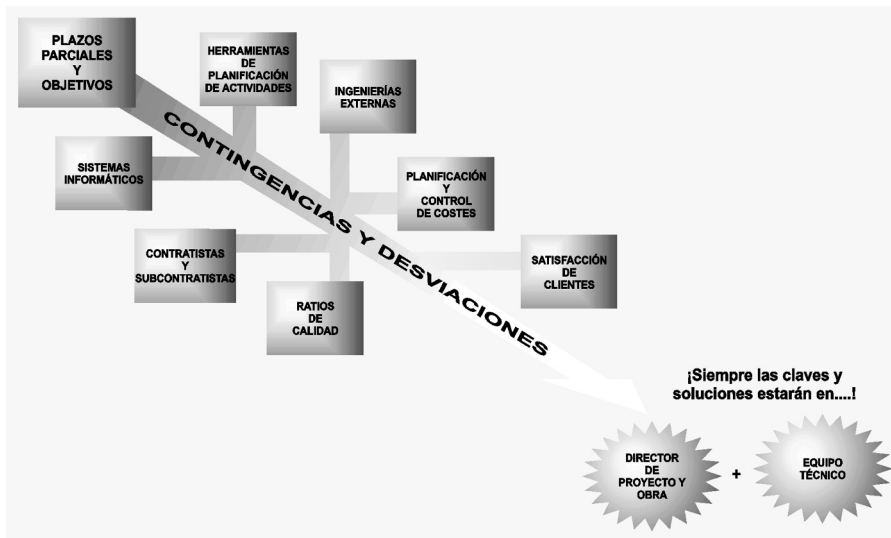 PLAZOS
PARCIALES
Y
OBJETIVOS
HERRAMIENTAS
DE
PLANIFICACIÓN
DE ACTIVIDADES
INGENIERÍAS
EXTERNAS
SISTEMAS
INFORMÁTICOS
PLANIFICACIÓN
Y
CONTROL
DE COSTES
CONTINGENCIAS Y DESVIACIONES
CONTRATISTAS
Y
SUBCONTRATISTAS
SATISFACCIÓN
DE
CLIENTES
RATIOS
DE
CALIDAD
¡Siempre las claves y
soluciones estarán en....!
DIRECTOR
DE
PROYECTO Y
OBRA
+
EQUIPO
TÉCNICO